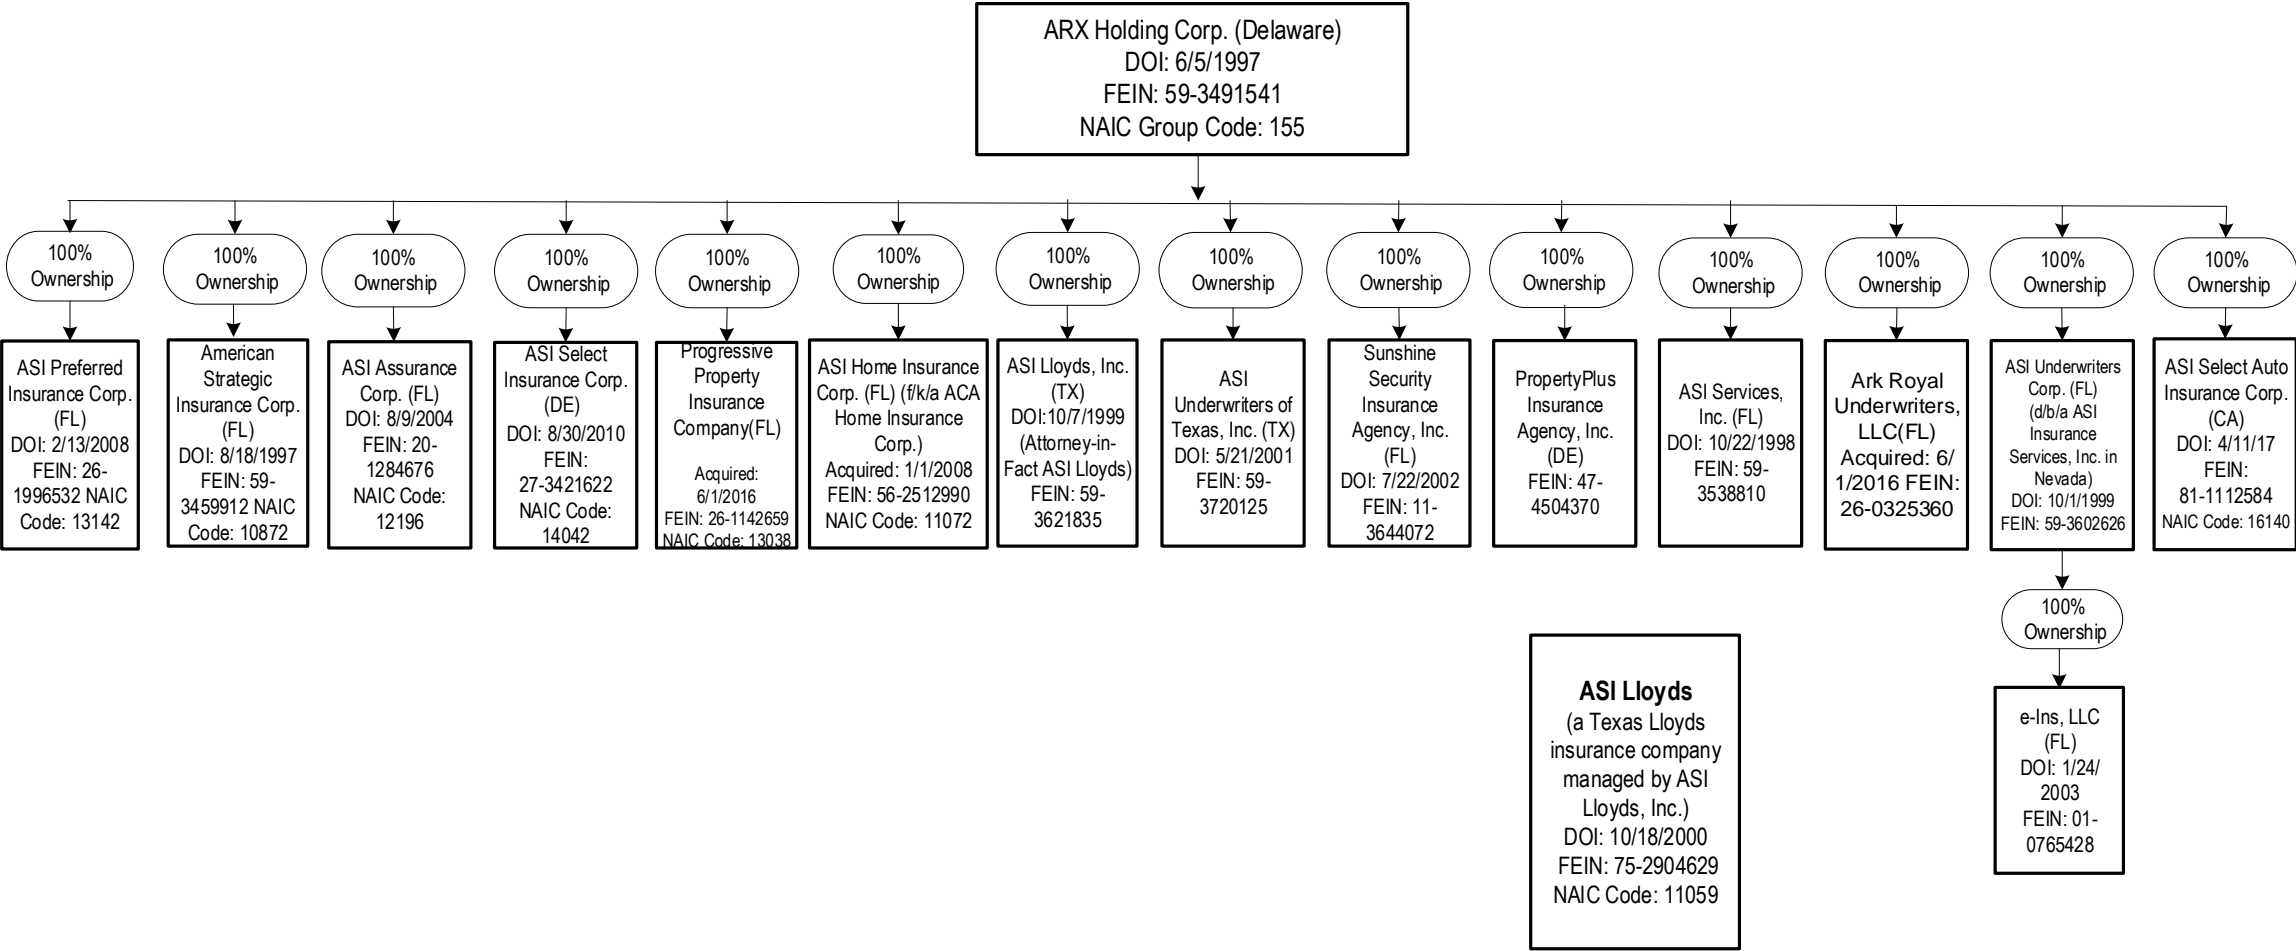 ARX Holding Corp. (Delaware)
DOI: 6/5/1997
FEIN: 59-3491541
NAIC Group Code: 155
100%
Ownership
100%
Ownership
100%
Ownership
100%
Ownership
100%
Ownership
100%
Ownership
100%
Ownership
100%
Ownership
100%
Ownership
100%
Ownership
100%
Ownership
100%
Ownership
100%
Ownership
100%
Ownership
ASI Preferred
Insurance Corp.
(FL)
DOI: 2/13/2008
FEIN: 26-
1996532 NAIC
Code: 13142
American
Strategic
Insurance Corp.
(FL)
DOI: 8/18/1997
FEIN: 59-
3459912 NAIC
Code: 10872
ASI Assurance
Corp. (FL)
DOI: 8/9/2004
FEIN: 20-
1284676
NAIC Code:
12196
ASI Select
Insurance Corp.
(DE)
DOI: 8/30/2010
FEIN:
27-3421622
NAIC Code:
14042
Progressive
Property
Insurance
Company(FL)
Acquired:
6/1/2016
FEIN: 26-1142659
NAIC Code: 13038
ASI Home Insurance
Corp. (FL) (f/k/a ACA
Home Insurance
Corp.)
Acquired: 1/1/2008
FEIN: 56-2512990
NAIC Code: 11072
ASI Lloyds, Inc.
(TX)
DOI:10/7/1999
(Attorney-in-
Fact ASI Lloyds)
FEIN: 59-
3621835
ASI
Underwriters of
Texas, Inc. (TX)
DOI: 5/21/2001
FEIN: 59-
3720125
Sunshine
Security
Insurance
Agency, Inc.
(FL)
DOI: 7/22/2002
FEIN: 11-
3644072
PropertyPlus
Insurance
Agency, Inc.
(DE)
FEIN: 47-
4504370
ASI Services,
Inc. (FL)
DOI: 10/22/1998
FEIN: 59-
3538810
Ark Royal
Underwriters,
LLC(FL)
Acquired: 6/
1/2016 FEIN:
26-0325360
ASI Underwriters
Corp. (FL)
(d/b/a ASI
Insurance
Services, Inc. in
Nevada)
DOI: 10/1/1999
FEIN: 59-3602626
ASI Select Auto
Insurance Corp.
(CA)
DOI: 4/11/17
FEIN:
81-1112584
NAIC Code: 16140
100%
Ownership
ASI Lloyds
(a Texas Lloyds
insurance company
managed by ASI
Lloyds, Inc.)
DOI: 10/18/2000
FEIN: 75-2904629
NAIC Code: 11059
e-Ins, LLC
(FL)
DOI: 1/24/
2003
FEIN: 01-
0765428